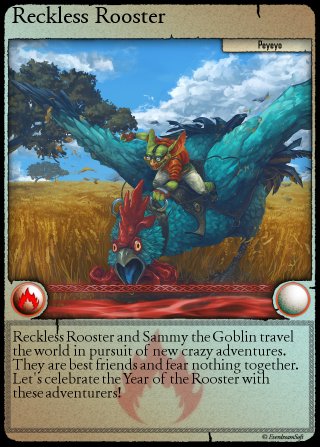 Reckless Rooster
Peyeyo
Reckless Rooster and Sammy the Goblin travel
the world in pursuit of new crazy adventures.
They are best friends and fear nothing together.
Let's celebrate the Year of the Rooster with
these adventurers!
© EverdreamSoft